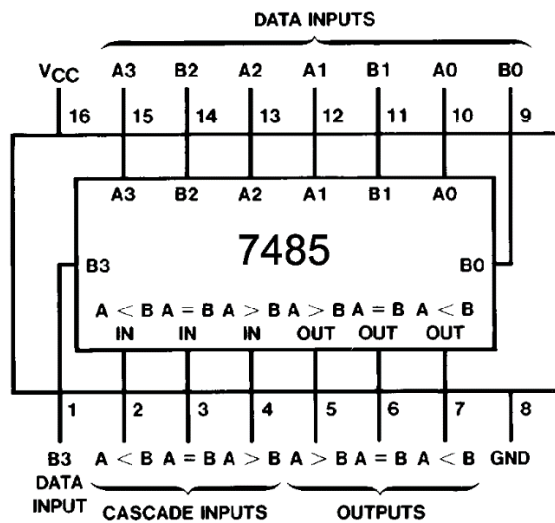 DATA INPUTS
VCC A3 B2 A2 A1 B1 A0 B0
16 15 14 13 12 11 10 9
A3 B2 A2 A1 B1 A0
7485
B3 B0
A < B A = B A > B A > B A = B A < B
IN IN IN OUT OUT OUT
1 2 3 4 5 6 7 8
B3 A < B A = B A > B A > B A = B A < B GND
DATA
INPUT CASCADE INPUTS OUTPUTS